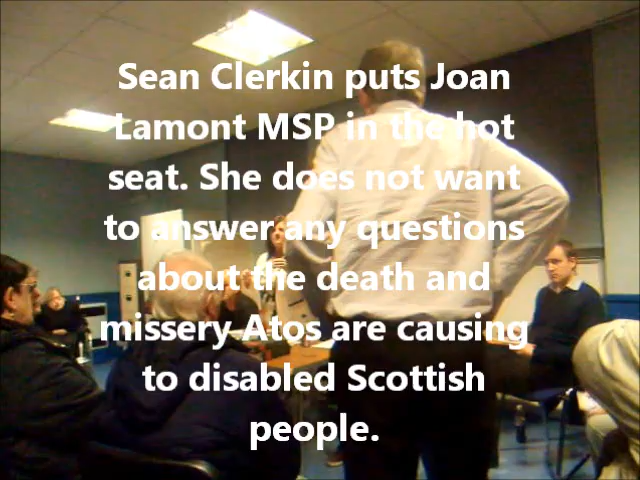 Sean Clerkin puts Joan
Lamont MSP in the hot
seat. She does not want
to answer any questions
about the death and
missery Atos are causing
to disabled Scottish
people.